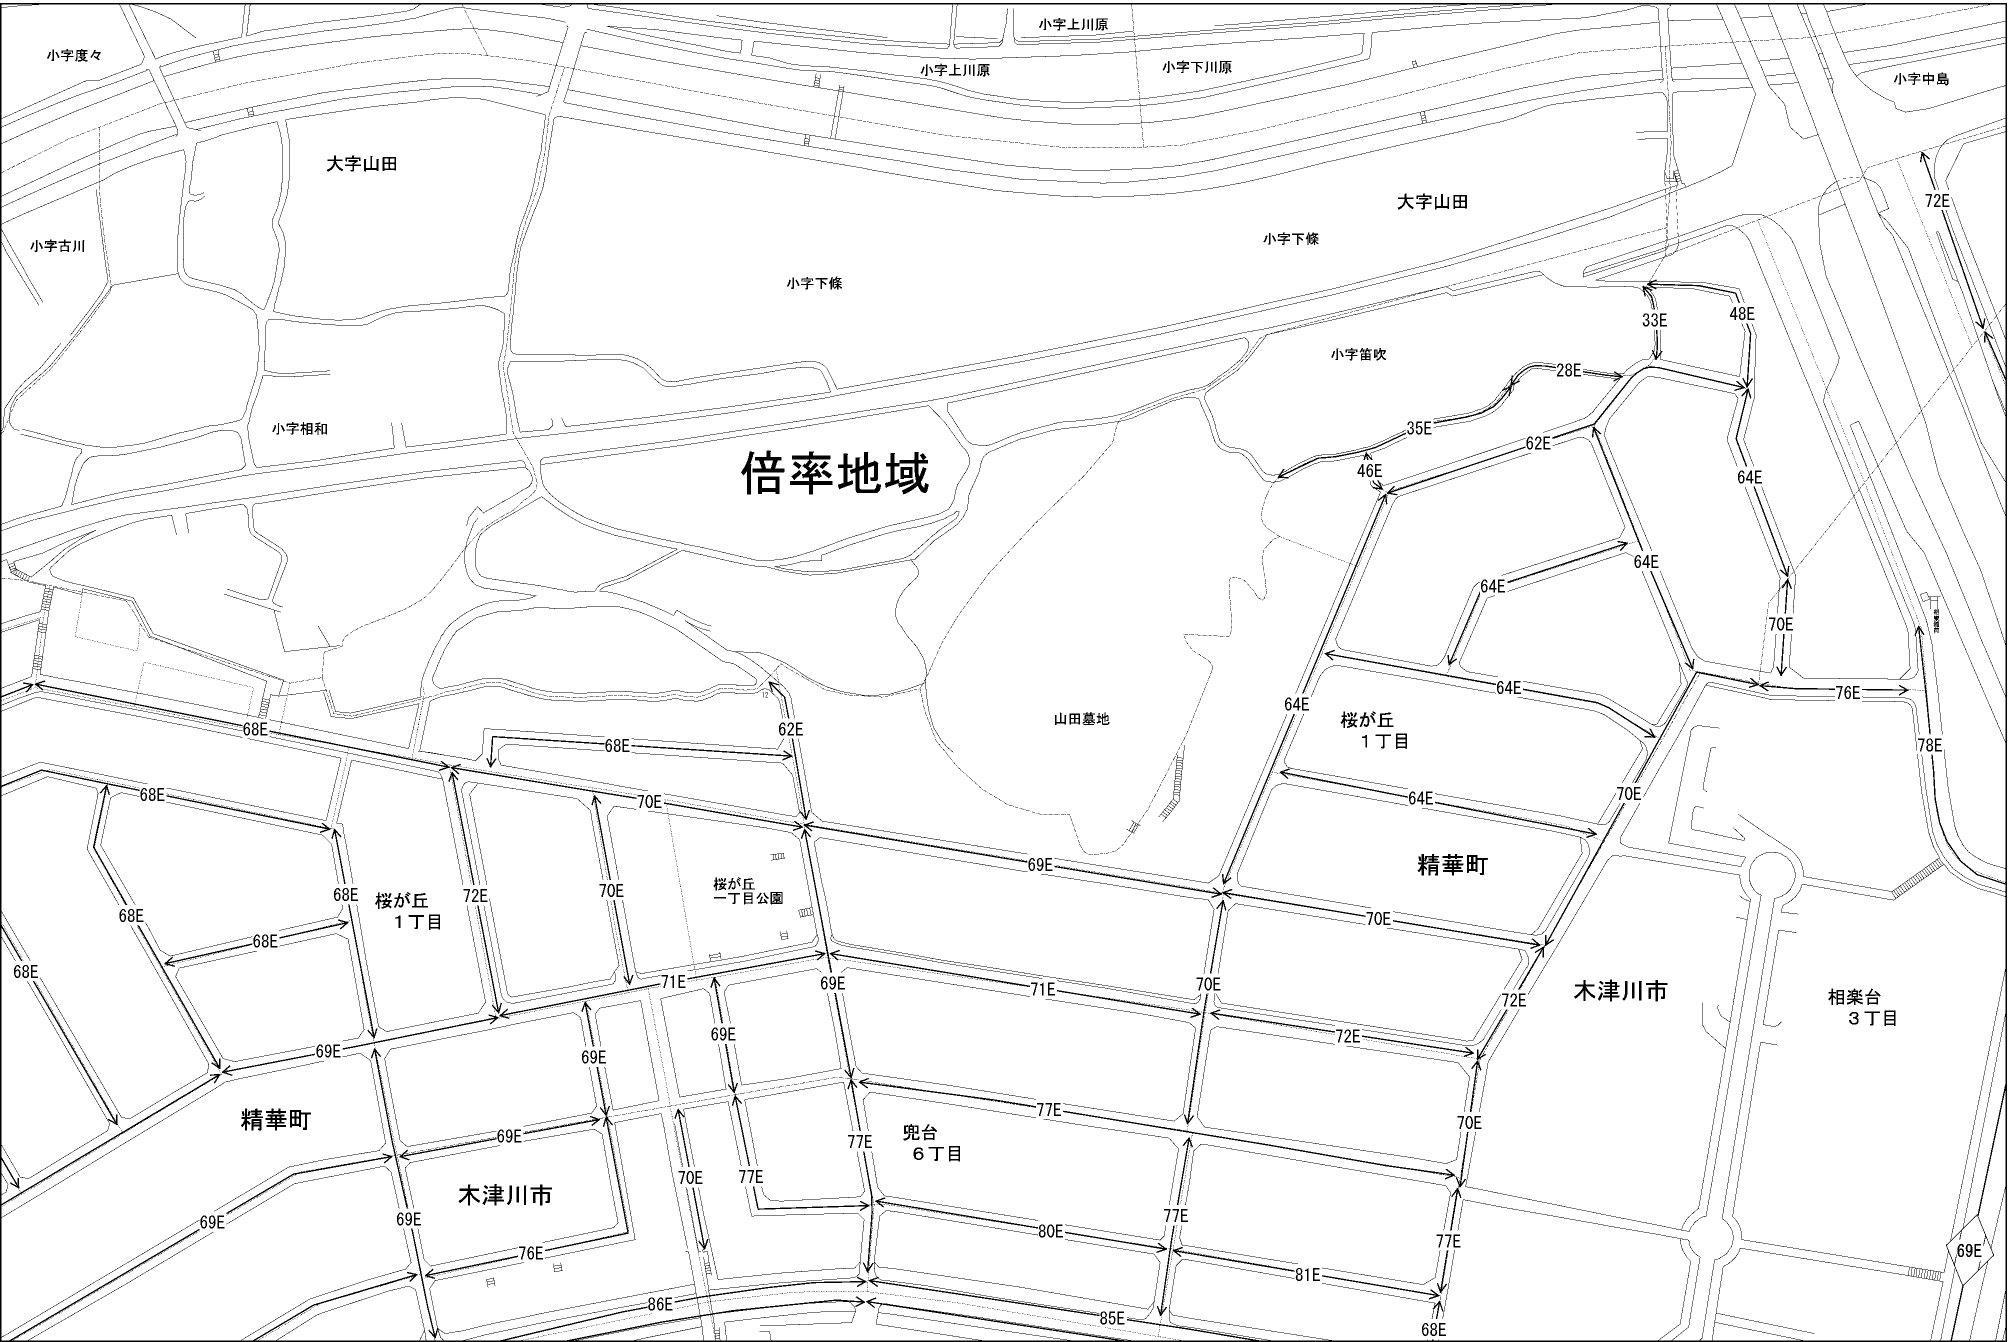 小字度々
小字上川原
小字上川原
小字下川原
小字中島
大字山田
大字山田
72E
小字古川
小字下條
小字下條
33E
48E
小字笛吹
28E
小字相和
35E
62E
倍率地域
46E
64E
64E
64E
70E
64E
76E
64E
山田墓地
桜が丘
1丁目
68E
62E
68E
78E
68E
70E
64E
70E
69E
精華町
68E
72E
70E
桜が丘
一丁目公園
桜が丘
1丁目
68E
70E
68E
68E
71E
69E
71E
70E
72E
木津川市
相楽台
3丁目
69E
69E
69E
72E
精華町
69E
77E
70E
兜台
6丁目
77E
70E
77E
木津川市
69E
69E
77E
76E
80E
77E
69E
81E
86E
85E
68E